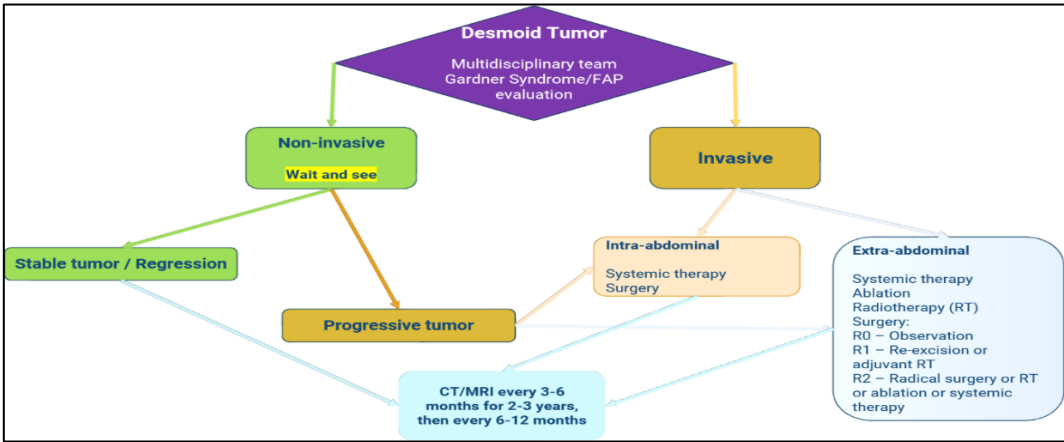 Desmoid Tumor
Multidisciplinary team
Gardner Syndrome/FAP
evaluation
Non-invasive
Wait and see
Invasive
Stable tumor / Regression
Progressive tumor
Intra-abdominal
Systemic therapy
Surgery
Extra-abdominal
Systemic therapy
Ablation
Radiotherapy (RT)
Surgery:
R0 – Observation
R1 – Re-excision or
adjuvant RT
R2 – Radical surgery or RT
or ablation or systemic
therapy
CT/MRI every 3-6
months for 2-3 years,
then every 6-12 months